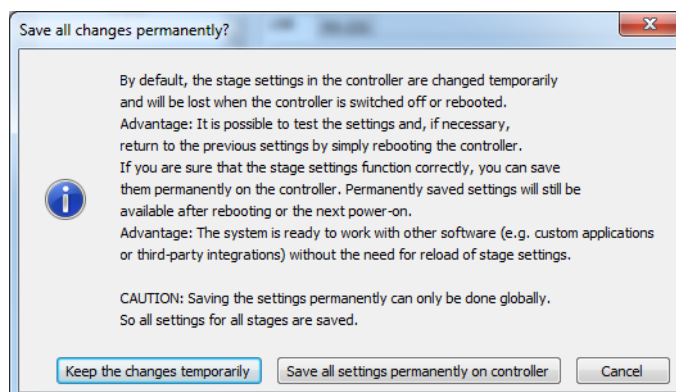 Save all changes permanently?
By default, the stage settings in the controller are changed temporarily
and will be lost when the controller is switched off or rebooted.
Advantage: It is possible to test the settings and, if necessary,
return to the previous settings by simply rebooting the controller.
If you are sure that the stage settings function correctly, you can save
them permanently on the controller. Permanently saved settings will still be
available after rebooting or the next power-on.
Advantage: The system is ready to work with other software (e.g. custom applications
or third-party integrations) without the need for reload of stage settings.
CAUTION: Saving the settings permanently can only be done globally.
So all settings for all stages are saved.
Keep the changes temporarily
Save all settings permanently on controller
Cancel